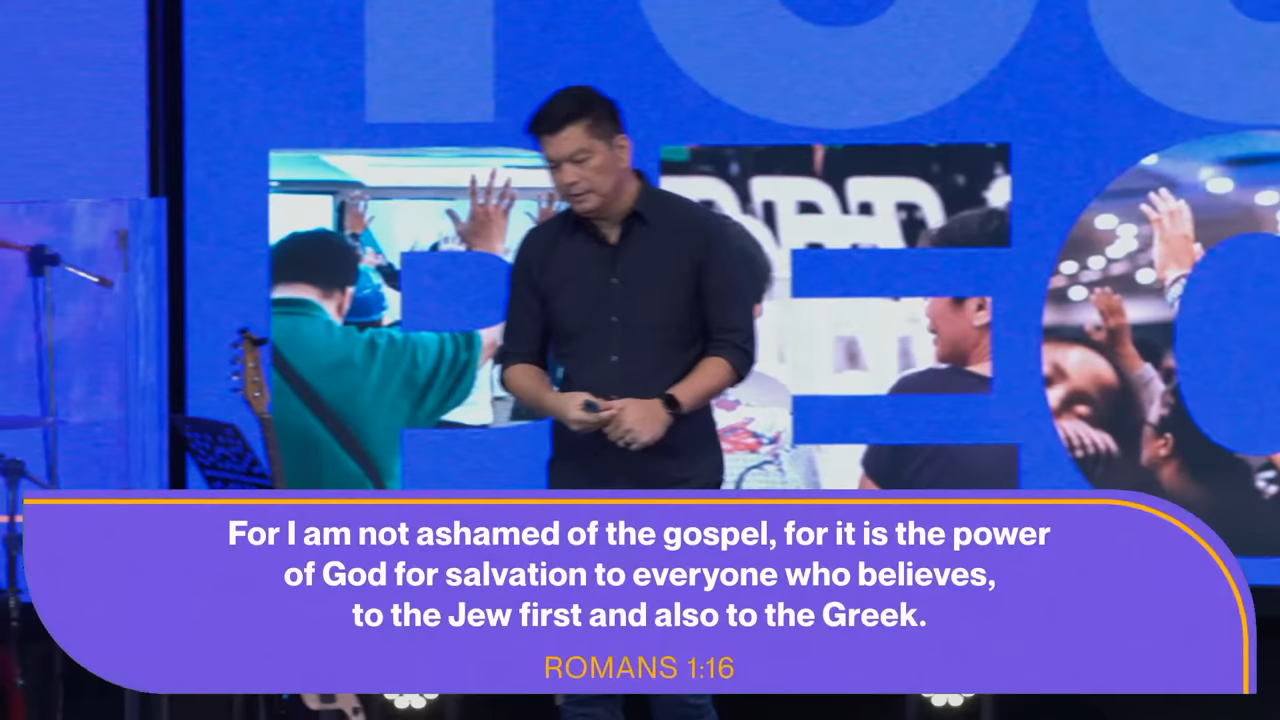 For I am not ashamed of the gospel, for it is the power
of God for salvation to everyone who believes,
to the Jew first and also to the Greek.
ROMANS 1:16